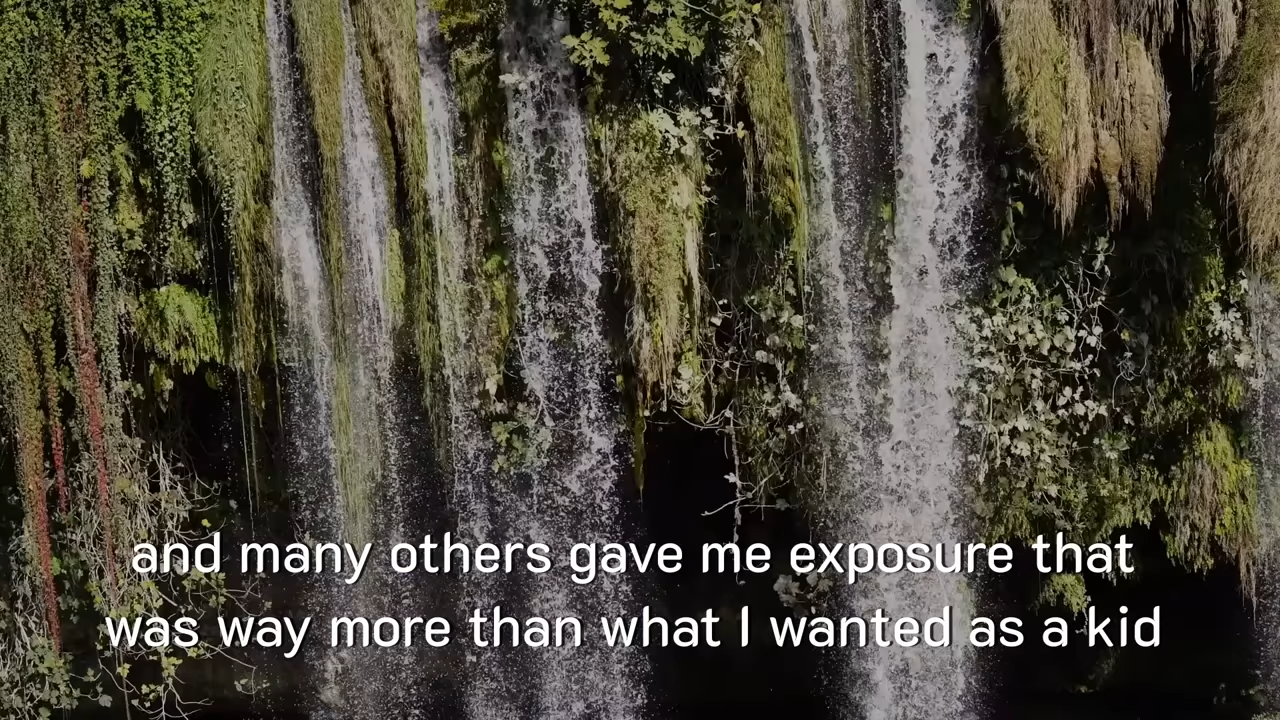 and many others gave me exposure that
was way more than what I wanted as a kid